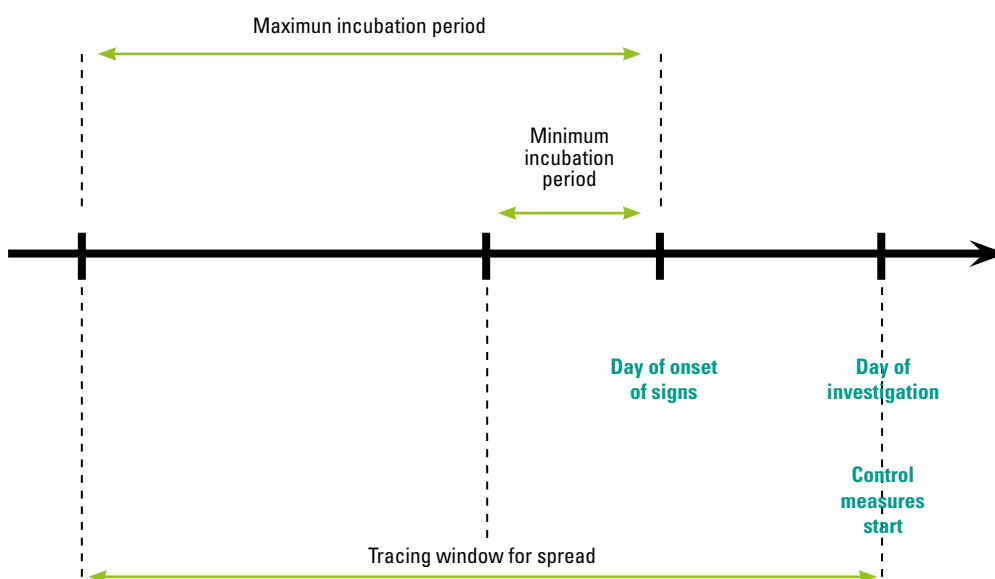 Maximun incubation period
Minimum
incubation
period
Day of onset
of signs
Day of
investigation
Control
measures
start
Tracing window for spread